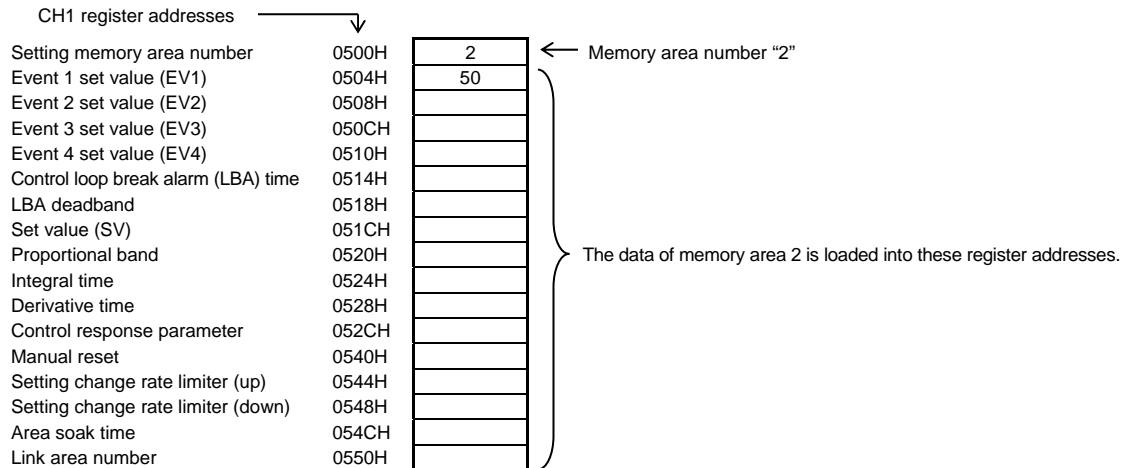 CH1 register addresses
Setting memory area number 0500H 2 Memory area number “2”
Event 1 set value (EV1) 0504H 50
Event 2 set value (EV2) 0508H
Event 3 set value (EV3) 050CH
Event 4 set value (EV4) 0510H
Control loop break alarm (LBA) time 0514H
LBA deadband 0518H
Set value (SV) 051CH
Proportional band 0520H The data of memory area 2 is loaded into these register addresses.
Integral time 0524H
Derivative time 0528H
Control response parameter 052CH
Manual reset 0540H
Setting change rate limiter (up) 0544H
Setting change rate limiter (down) 0548H
Area soak time 054CH
Link area number 0550H